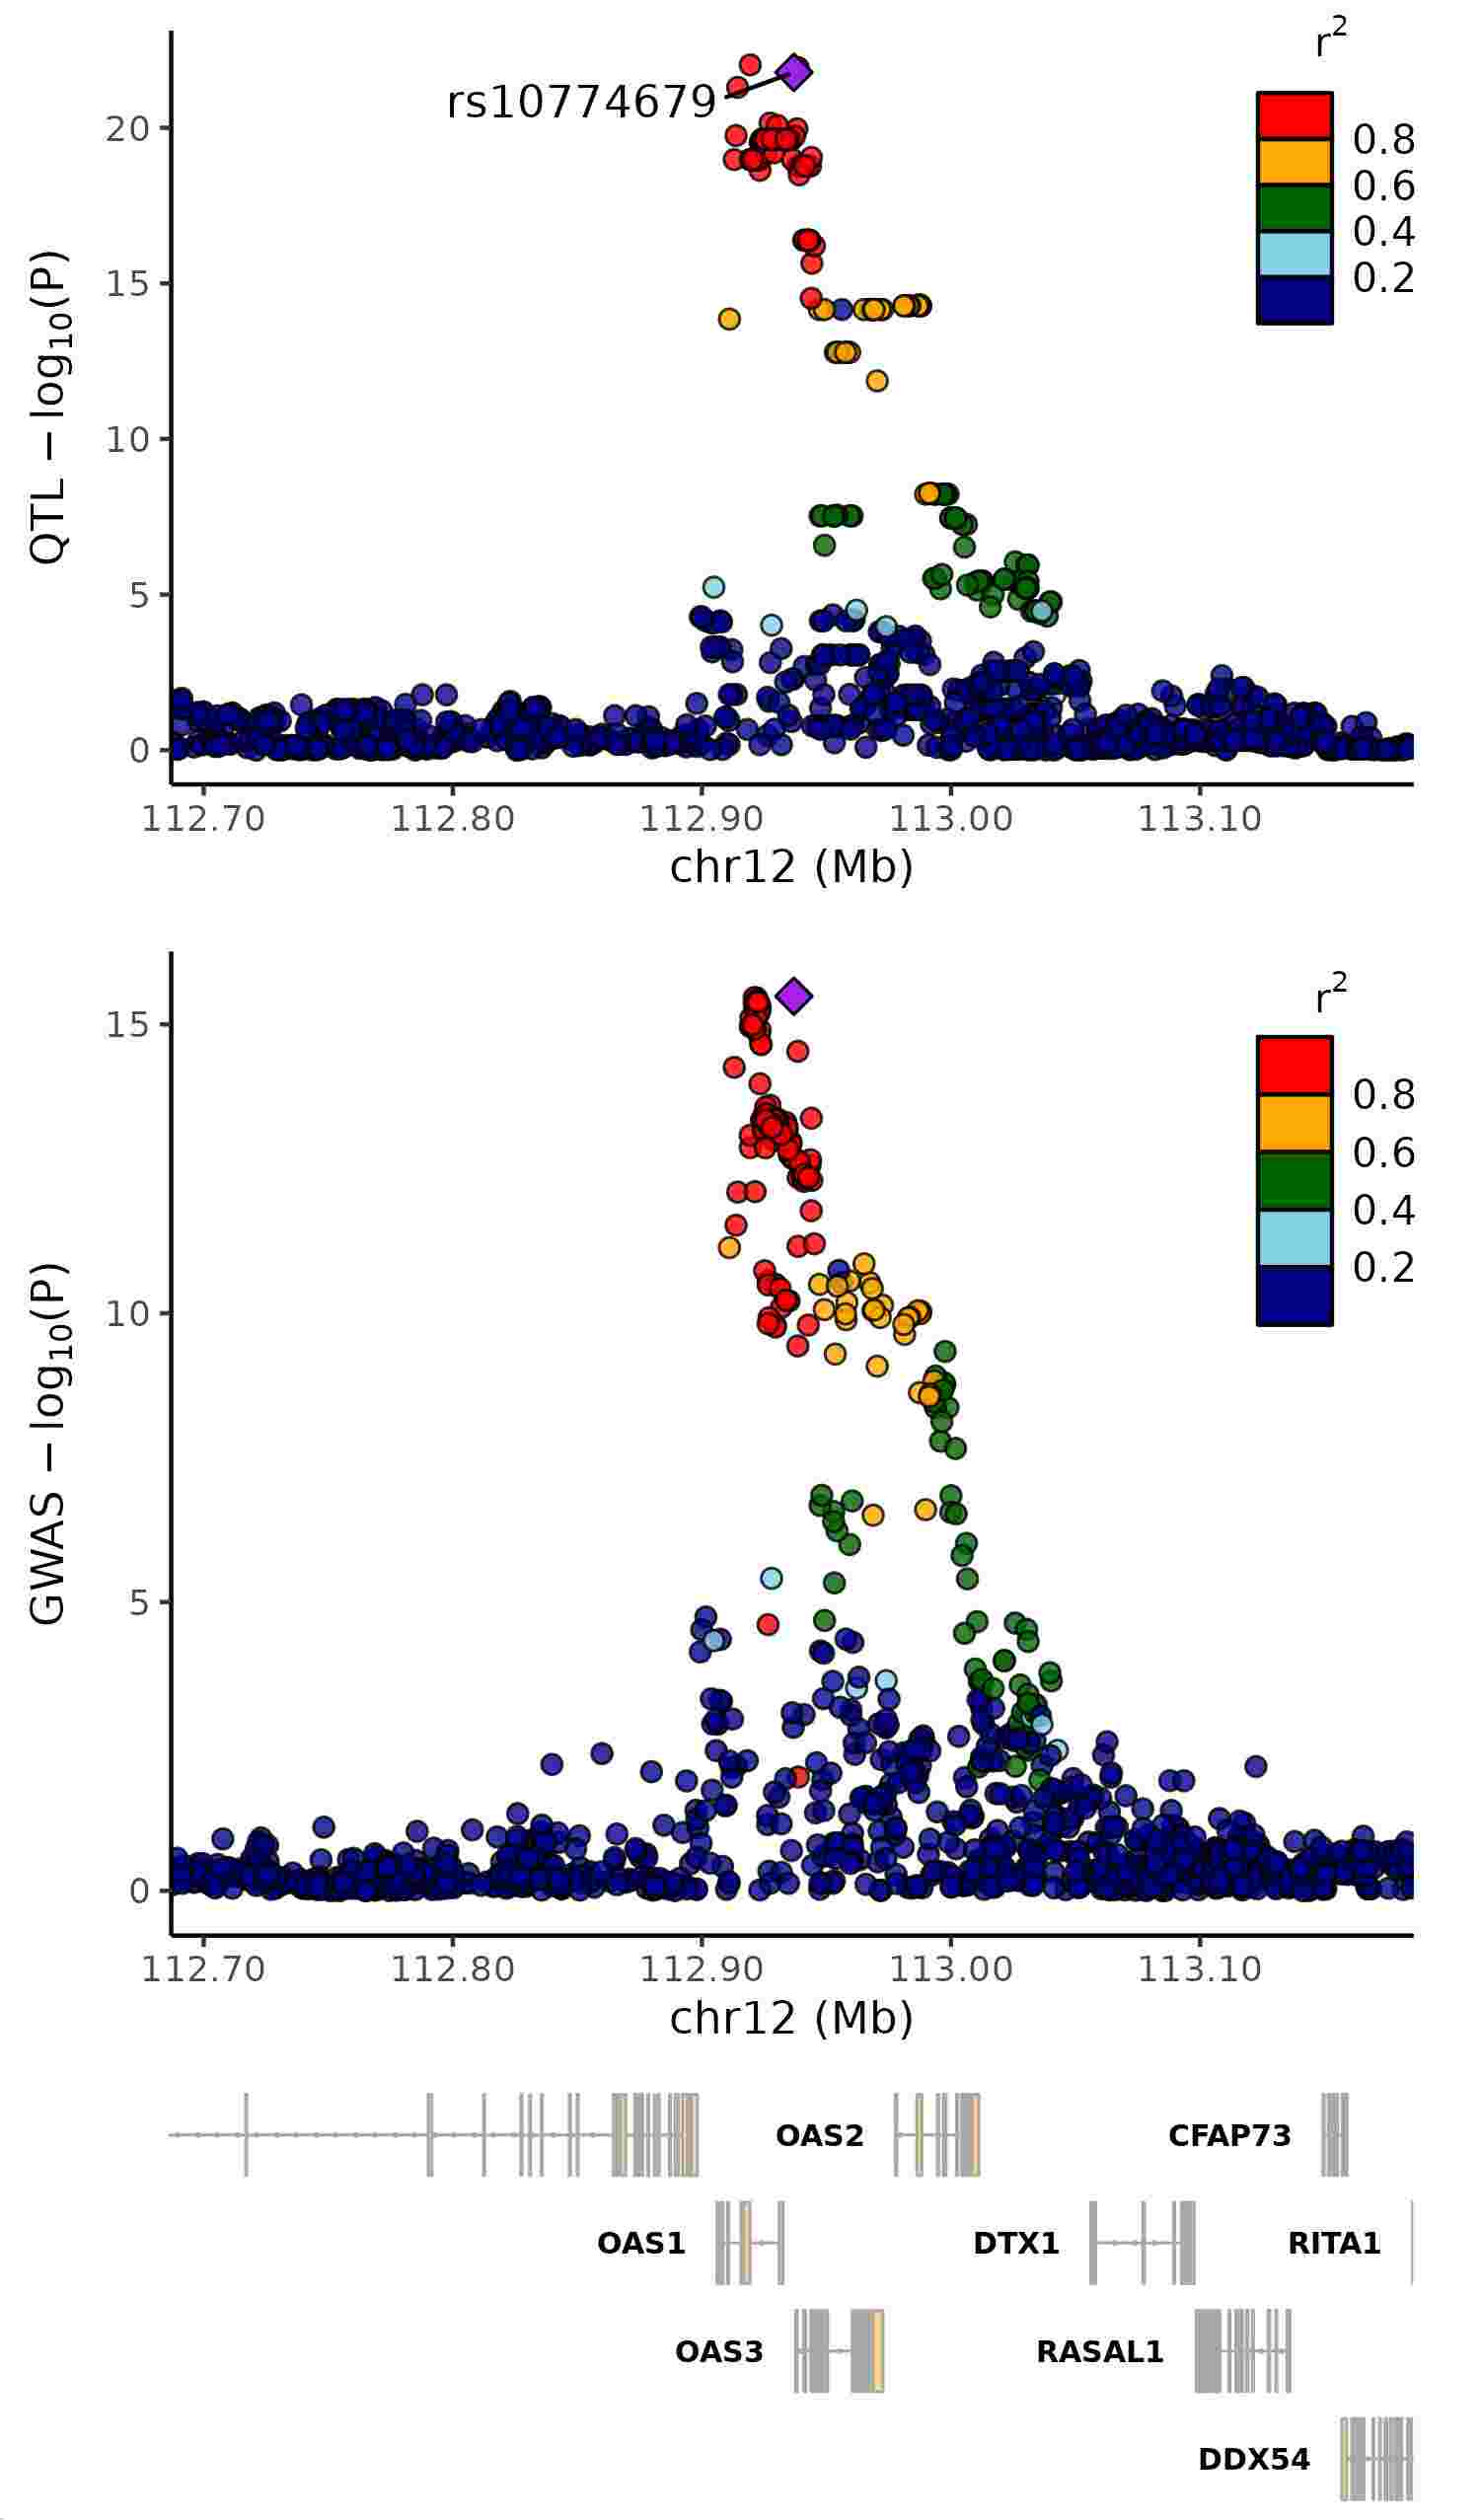 r2
rs10774679
0.8
0.6
0.4
0.2
20
15
10
5
0
QTL − log10(P)
112.70 112.80 112.90 113.00 113.10
chr12 (Mb)
r2
0.8
0.6
0.4
0.2
15
10
5
0
GWAS − log10(P)
112.70 112.80 112.90 113.00 113.10
chr12 (Mb)
OAS2 CFAP73
OAS1 DTX1 RITA1
OAS3 RASAL1
DDX54